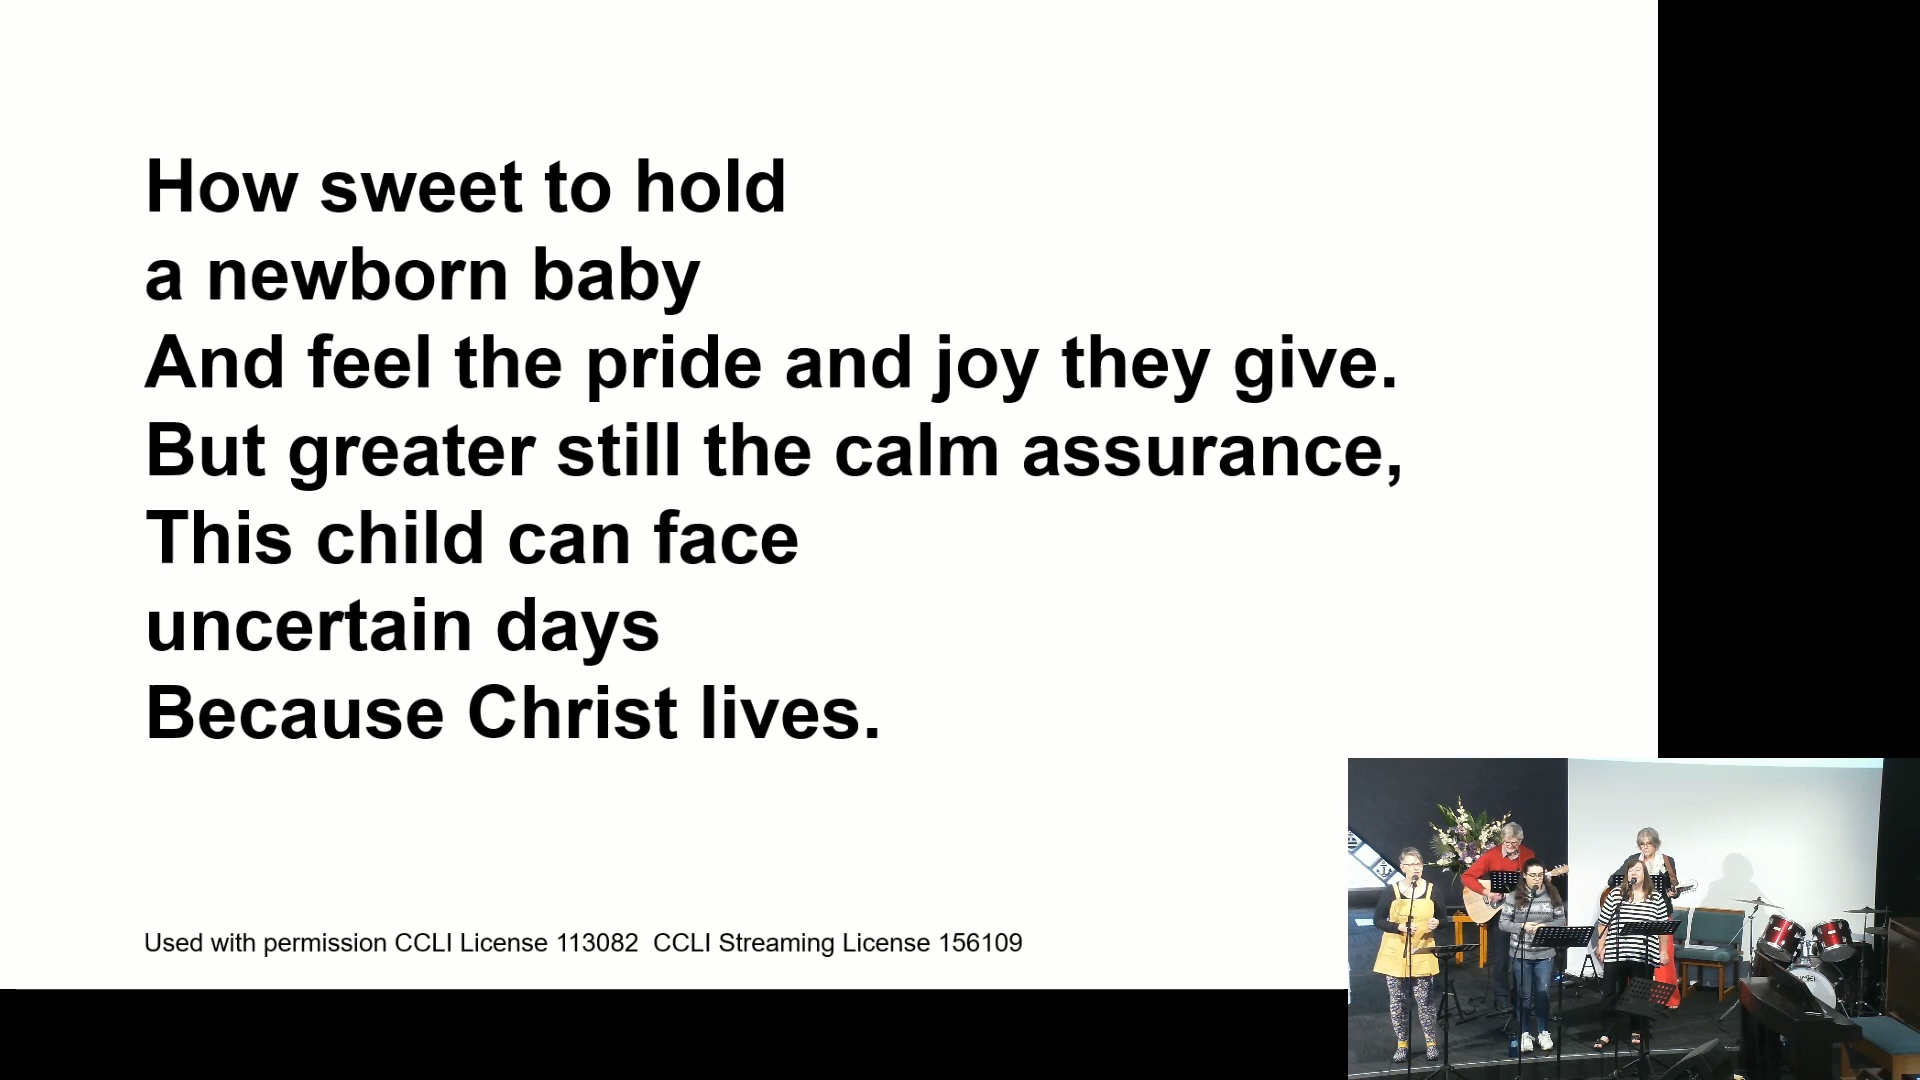 How sweet to hold
a newborn baby
And feel the pride and joy they give.
But greater still the calm assurance,
This child can face
uncertain days
Because Christ lives.
Used with permission CCLI License 113082  CCLI Streaming License 156109